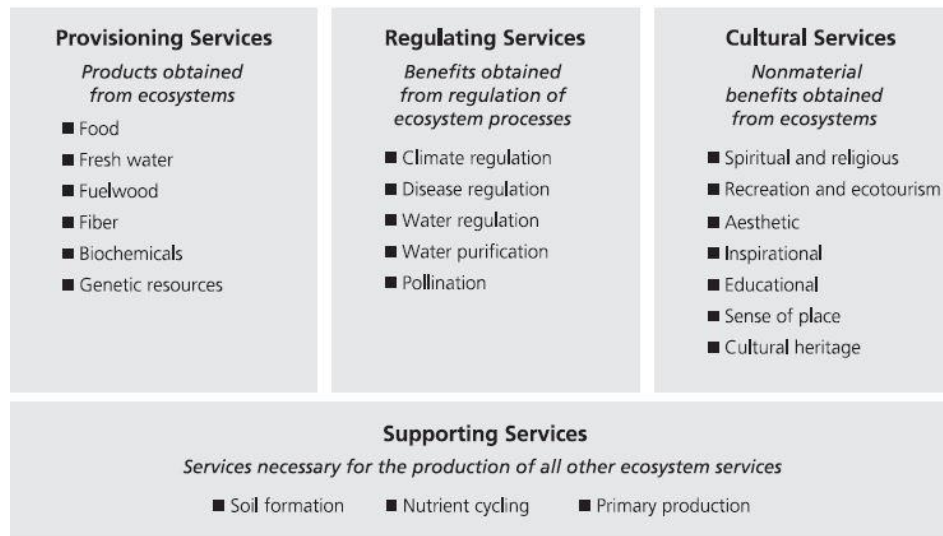 Provisioning Services
Products obtained
from ecosystems
■ Food
■ Fresh water
■ Fuelwood
■ Fiber
■ Biochemicals
■ Genetic resources
Regulating Services
Benefits obtained
from regulation of
ecosystem processes
■ Climate regulation
■ Disease regulation
■ Water regulation
■ Water purification
■ Pollination
Cultural Services
Nonmaterial
benefits obtained
from ecosystems
■ Spiritual and religious
■ Recreation and ecotourism
■ Aesthetic
■ Inspirational
■ Educational
■ Sense of place
■ Cultural heritage
Supporting Services
Services necessary for the production of all other ecosystem services
■ Soil formation ■ Nutrient cycling ■ Primary production